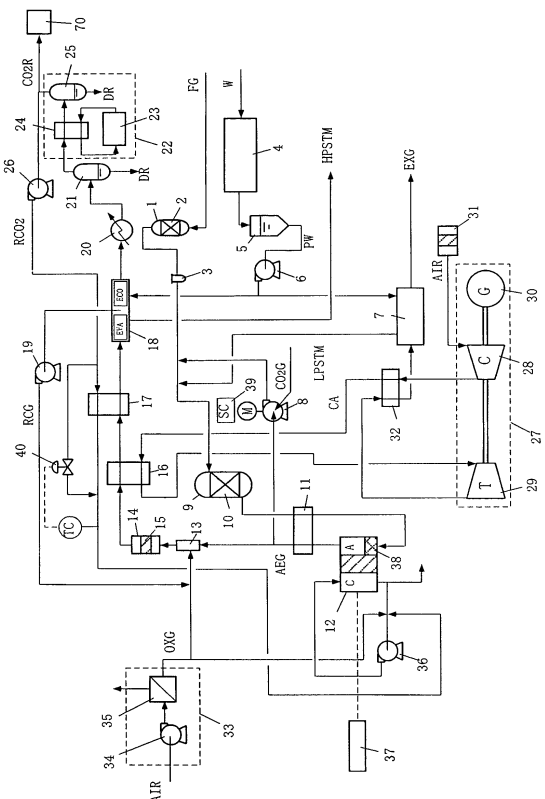 70
CO2R
25
DR
24
23
22
26
21
DR
RCO2
20
FG
W
4
1
2
5
PW
6
3
HPSTM
EXG
19
ECO
EVA
18
RCG
17
7
31
AIR
G
30
SC
39
M
8
CO2G
LPSTM
CA
32
C
28
27
40
TC
16
9
10
T
29
14
15
13
11
AEG
A
C
38
12
OXG
35
34
33
AIR
36
37